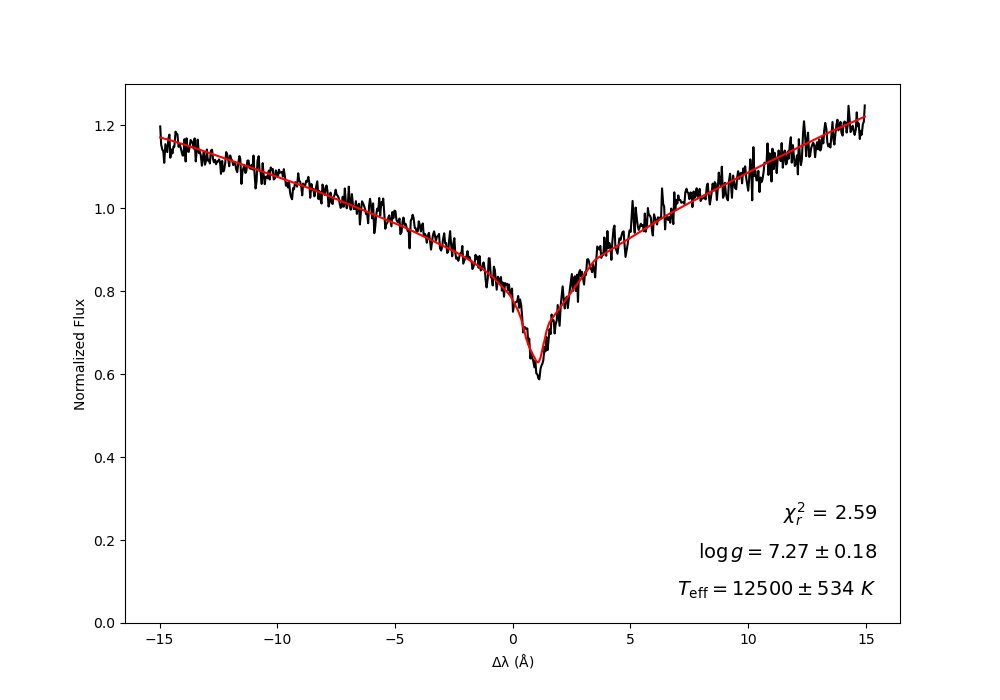 1.2
1.0
0.8
0.6
0.4
0.2
0.0
Normalized Flux
χ²ᵣ = 2.59
log g = 7.27 ± 0.18
T_eff = 12500 ± 534 K
−15 −10 −5 0 5 10 15
Δλ (Å)